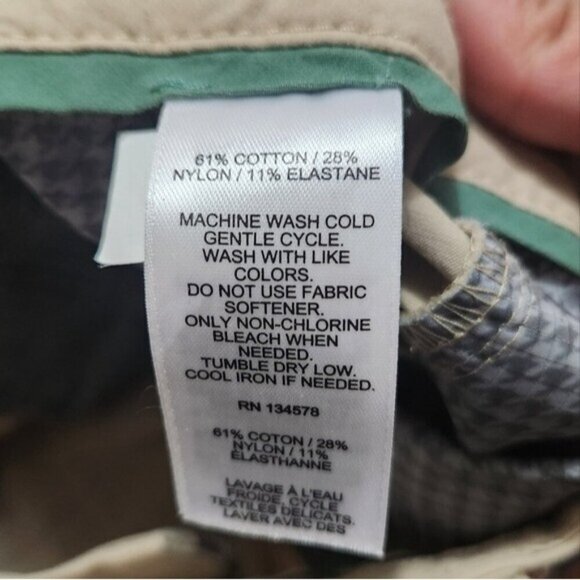 61% COTTON / 28%
NYLON / 11% ELASTANE
MACHINE WASH COLD
GENTLE CYCLE.
WASH WITH LIKE
COLORS.
DO NOT USE FABRIC
SOFTENER.
ONLY NON-CHLORINE
BLEACH WHEN
NEEDED.
TUMBLE DRY LOW.
COOL IRON IF NEEDED.
RN 134578
61% COTON / 28%
NYLON / 11%
ÉLASTHANNE
LAVAGE À L'EAU
FROIDE, CYCLE
TEXTILES DÉLICATS.
LAVER AVEC DES